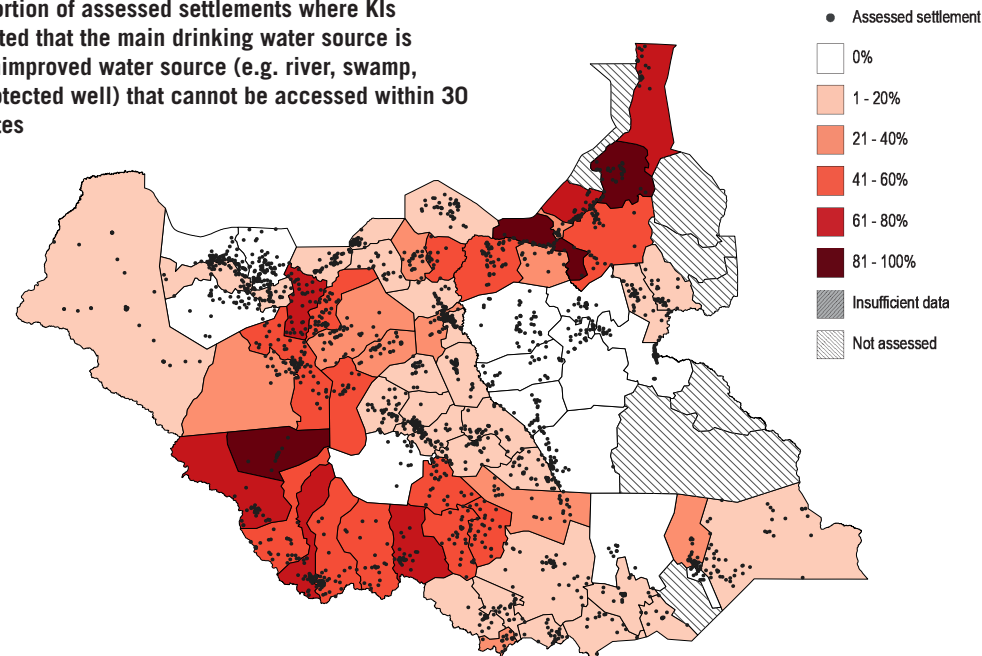 ortion of assessed settlements where KIs
ted that the main drinking water source is
improved water source (e.g. river, swamp,
otected well) that cannot be accessed within 30
tes
Assessed settlement
0%
1 - 20%
21 - 40%
41 - 60%
61 - 80%
81 - 100%
Insufficient data
Not assessed